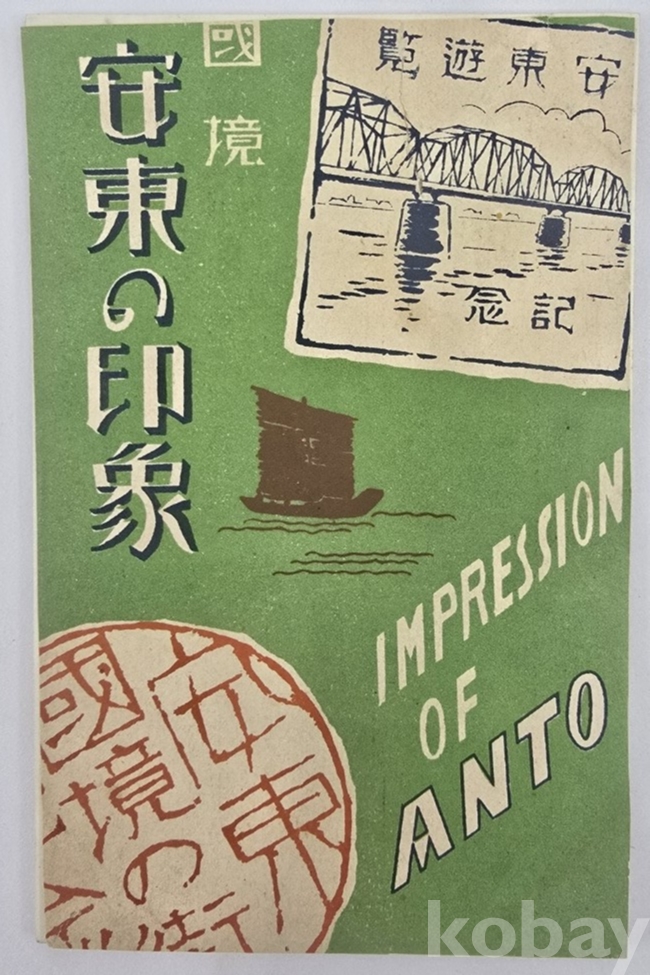 國境
安東の印象
安東遊覧
記念
IMPRESSION
OF
ANTO
安東
國境の
kobay